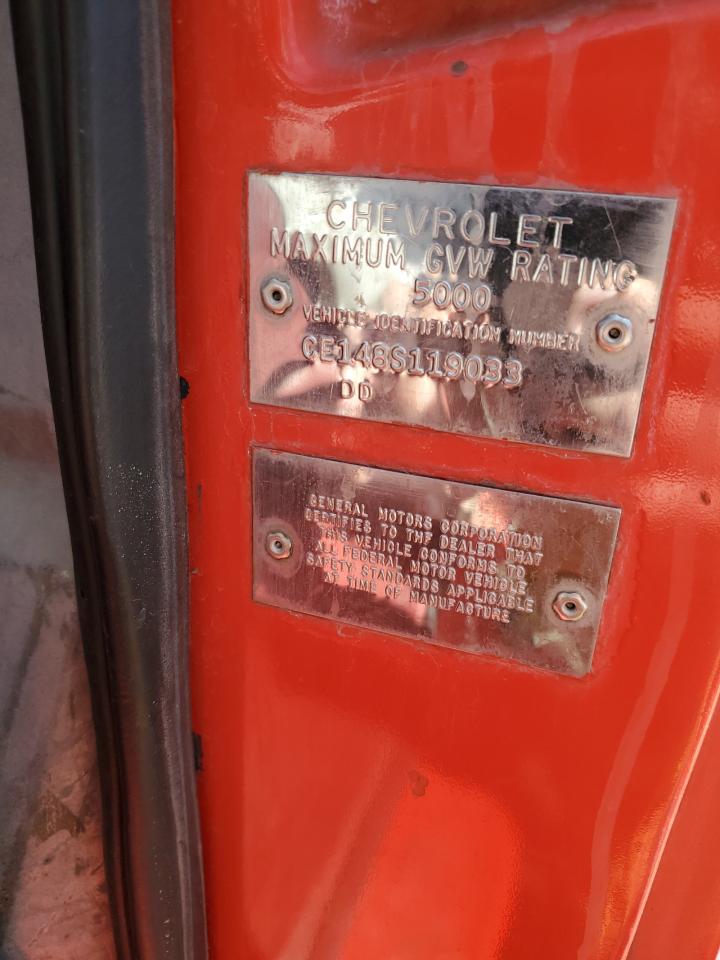 CHEVROLET
MAXIMUM GVW RATING
5000
VEHICLE IDENTIFICATION NUMBER
CE148S119033
DD
GENERAL MOTORS CORPORATION
CERTIFIES TO THE DEALER THAT
THIS VEHICLE CONFORMS TO
ALL FEDERAL MOTOR VEHICLE
SAFETY STANDARDS APPLICABLE
AT TIME OF MANUFACTURE